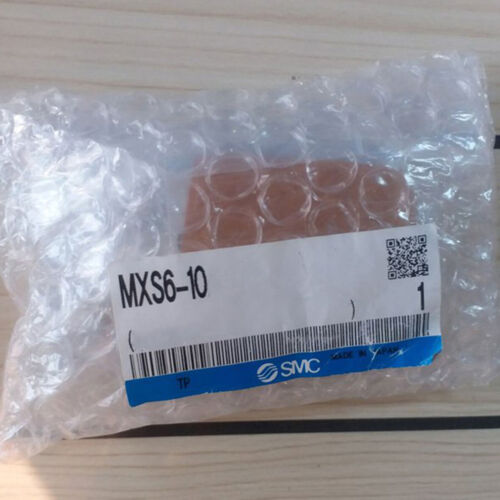 MXS6-10
1
( )
TP
SMC
MADE IN JAPAN